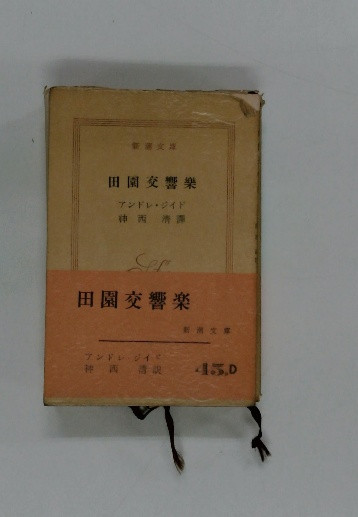 新潮文庫
田園交響樂
アンドレ・ジイド
神西清譯
田園交響楽
新潮文庫
アンドレ・ジイド
神西清説
45.D